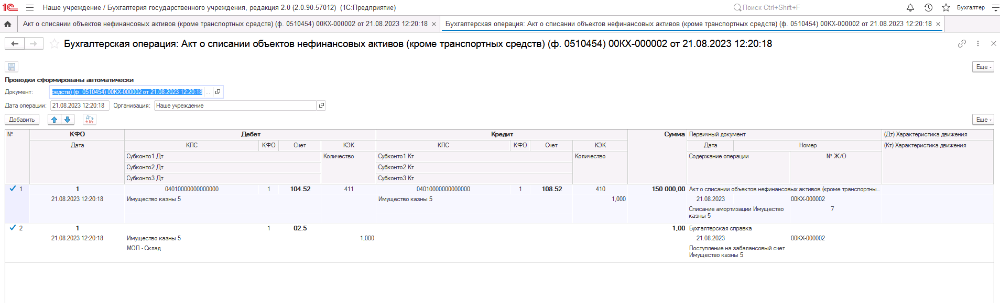 1С Наше учреждение / Бухгалтерия государственного учреждения, редакция 2.0 (2.0.90.57012) (1С:Предприятие) Поиск Ctrl+Shift+F Бухгалтер
Акт о списании объектов нефинансовых активов (кроме транспортных средств) (ф. 0510454) 00КХ-000002 от 21.08.2023 12:20:18 × Бухгалтерская операция: Акт о списании объектов нефинансовых активов (кроме транспортных средств) (ф. 0510454) 00КХ-000002 от 21.08.2023 12:20:18 ×
Бухгалтерская операция: Акт о списании объектов нефинансовых активов (кроме транспортных средств) (ф. 0510454) 00КХ-000002 от 21.08.2023 12:20:18
Еще
Проводки сформированы автоматически
Документ: редств) (ф. 0510454) 00КХ-000002 от 21.08.2023 12:20:18 ...
Дата операции: 21.08.2023 12:20:18 Организация: Наше учреждение
Добавить Дт Кт Еще
№ КФО Дебет Кредит Сумма Первичный документ (Дт) Характеристика движения
Дата КПС КФО Счет КЭК КПС КФО Счет КЭК Дата Номер (Кт) Характеристика движения
Субконто1 Дт Количество Субконто1 Кт Количество Содержание операции № Ж/О
Субконто2 Дт Субконто2 Кт
Субконто3 Дт Субконто3 Кт
1 1 04010000000000000 1 104.52 411 04010000000000000 1 108.52 410 150 000,00 Акт о списании объектов нефинансовых активов (кроме транспортны...
21.08.2023 12:20:18 Имущество казны 5 Имущество казны 5 1,000 21.08.2023 00КХ-000002
Списание амортизации Имущество 7
казны 5
2 1 1 02.5 1,00 Бухгалтерская справка
21.08.2023 12:20:18 Имущество казны 5 1,000 21.08.2023 00КХ-000002
МОЛ - Склад Поступление на забалансовый счет
Имущество казны 5